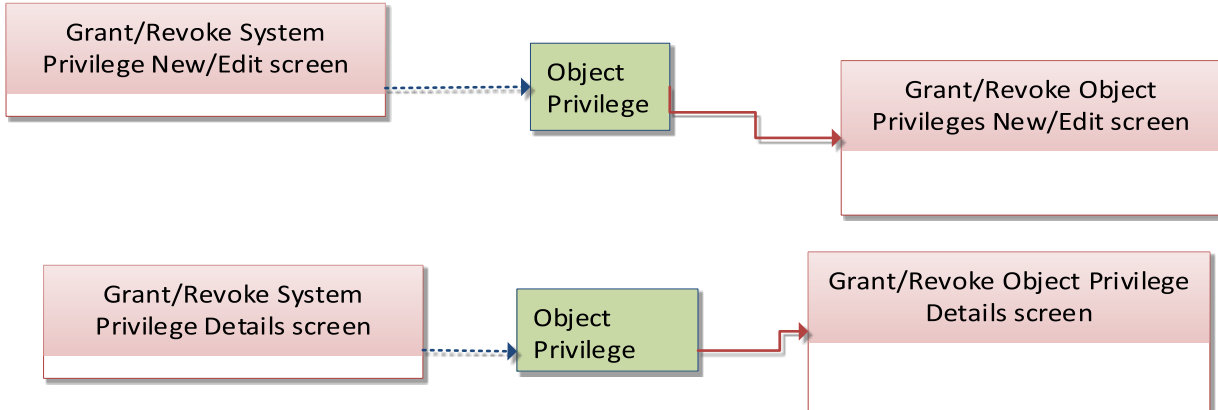 Grant/Revoke System
Privilege New/Edit screen
Object
Privilege
Grant/Revoke Object
Privileges New/Edit screen
Grant/Revoke System
Privilege Details screen
Object
Privilege
Grant/Revoke Object Privilege
Details screen